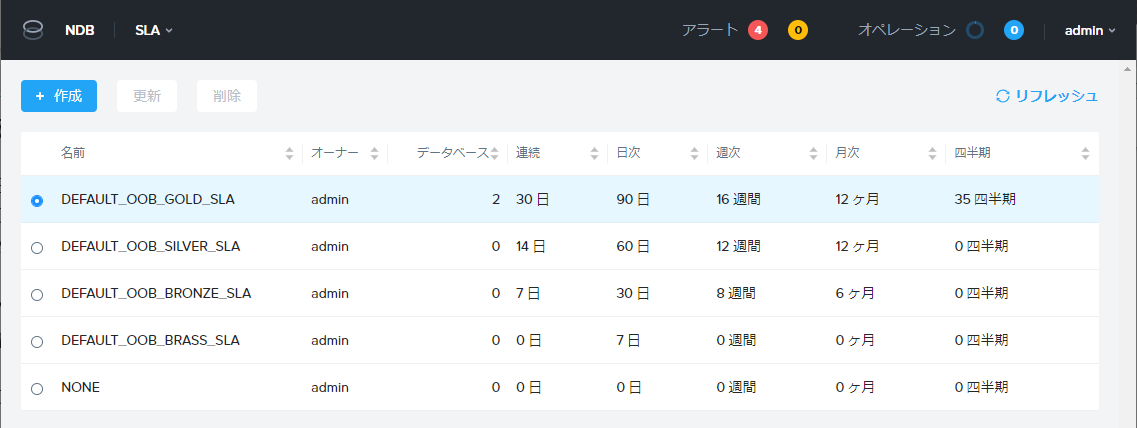 NDB SLA アラート 4 0 オペレーション 0 admin
+ 作成 更新 削除 リフレッシュ
名前 オーナー データベース 連続 日次 週次 月次 四半期
DEFAULT_OOB_GOLD_SLA admin 2 30 日 90 日 16 週間 12 ヶ月 35 四半期
DEFAULT_OOB_SILVER_SLA admin 0 14 日 60 日 12 週間 12 ヶ月 0 四半期
DEFAULT_OOB_BRONZE_SLA admin 0 7 日 30 日 8 週間 6 ヶ月 0 四半期
DEFAULT_OOB_BRASS_SLA admin 0 0 日 7 日 0 週間 0 ヶ月 0 四半期
NONE admin 0 0 日 0 日 0 週間 0 ヶ月 0 四半期